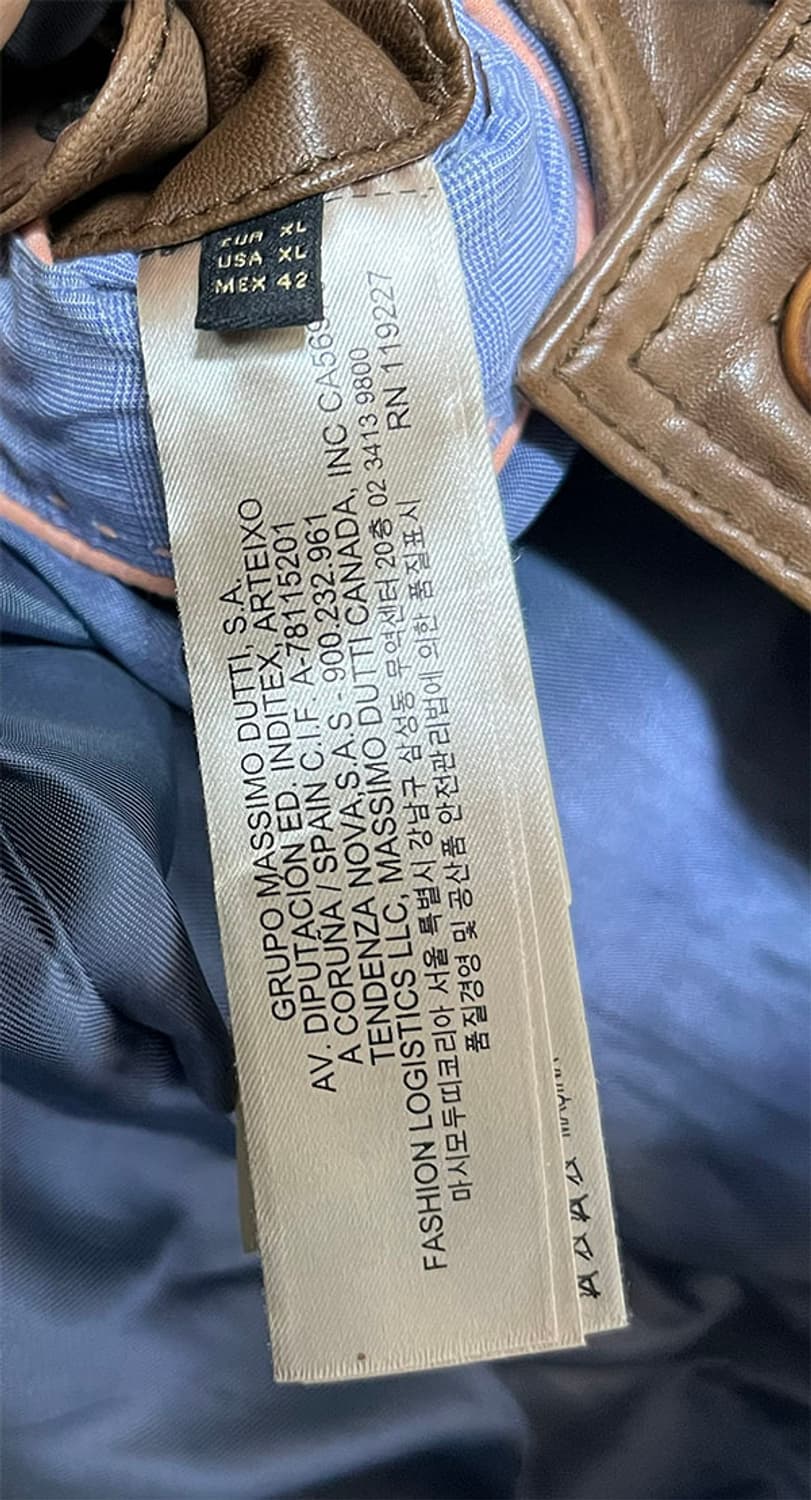 EUR XL
USA XL
MEX 42
GRUPO MASSIMO DUTTI, S.A.
AV. DIPUTACIÓN ED. INDITEX, ARTEIXO
A CORUÑA / SPAIN C.I.F. A-78115201
TENDENZA NOVA,S.A.S - 900.232.961
FASHION LOGISTICS LLC, MASSIMO DUTTI CANADA, INC
마시모두띠코리아 서울 특별시 강남구 삼성동 무역센터 20층 02 3413 9800
품질경영 및 공산품 안전관리법에 의한 품질표시
RN 119227